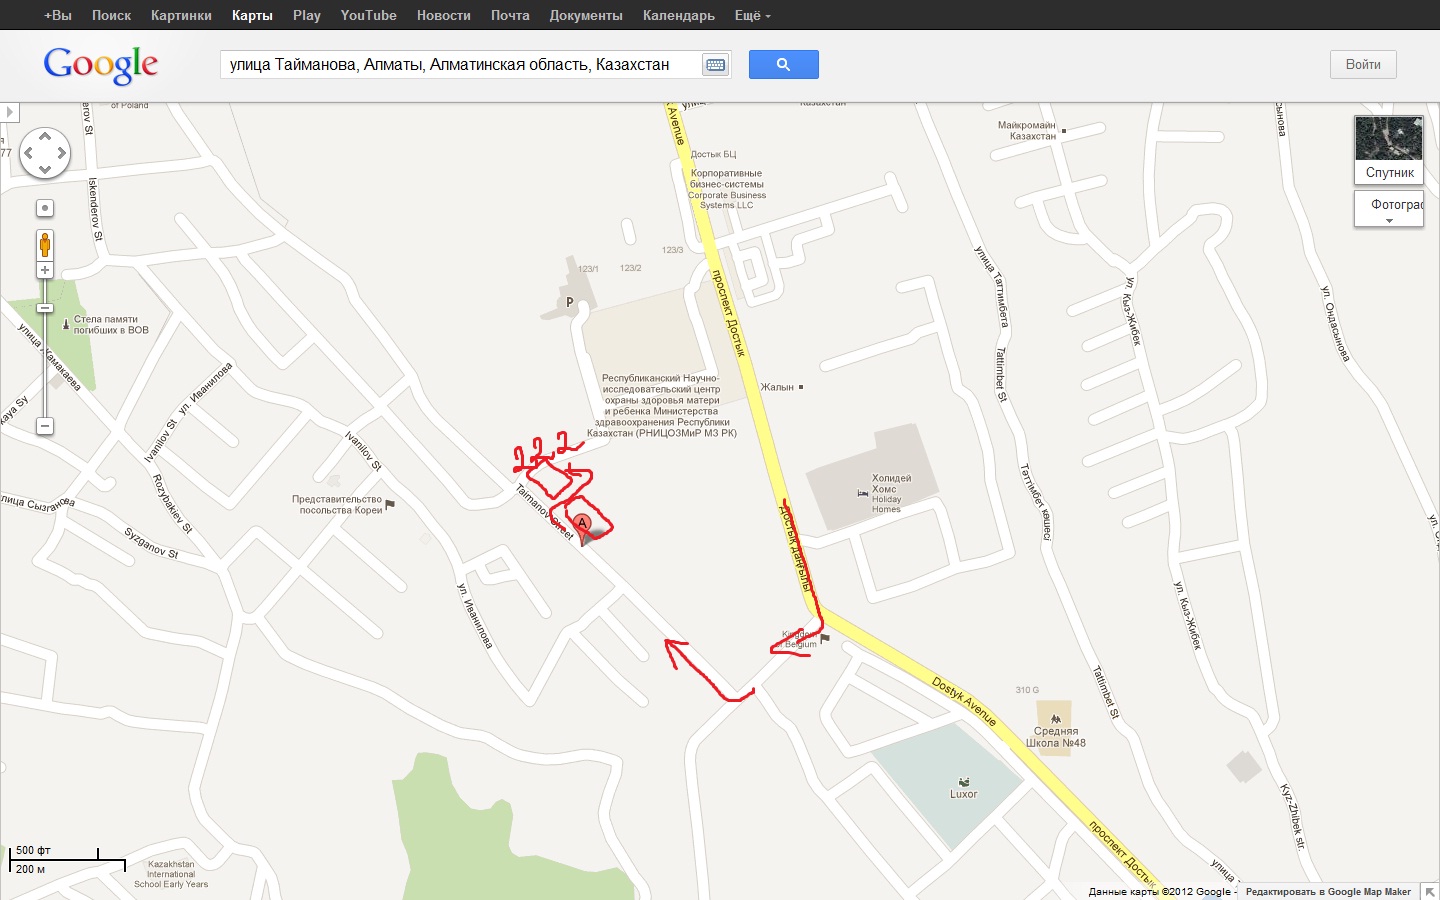 +Вы Поиск Картинки Карты Play YouTube Новости Почта Документы Календарь Ещё
Google
улица Тайманова, Алматы, Алматинская область, Казахстан
Войти
of Poland
Avenue
Казахстан
77
Iskenderov St
Достык БЦ
Майкромайн
Казахстан
Спутник
Корпоративные
бизнес-системы
Corporate Business
Systems LLC
123/3
123/1
123/2
P
проспект Достык
улица Таттимбета
ул. Кыз-Жибек
ул. Ондасынова
Стела памяти
погибших в ВОВ
улица Жамакаева
ул. Иванилова
Tattimbet St
Республиканский Научно-
исследовательский центр
охраны здоровья матери
и ребенка Министерства
здравоохранения Республики
Казахстан (РНИЦОЗМиР МЗ РК)
Жалын
Ivanilov St
Ivanilov St
22.2
Rozybakiev St
Taimanov Street
Представительство
посольства Кореи
Холидей
Хомс
Holiday
Homes
Тәттімбет көшесі
улица Сызганова
Syzganov St
A
Достық даңғылы
ул. Иванилова
ул. Кыз-Жибек
Kingdom
of Belgium
Dostyk Avenue
Tattimbet St
310 G
Средняя
Школа №48
Luxor
Kyz-Zhibek str
проспект Достык
500 фт
200 м
Kazakhstan
International
School Early Years
улица
Данные карты ©2012 Google - Редактировать в Google Map Maker